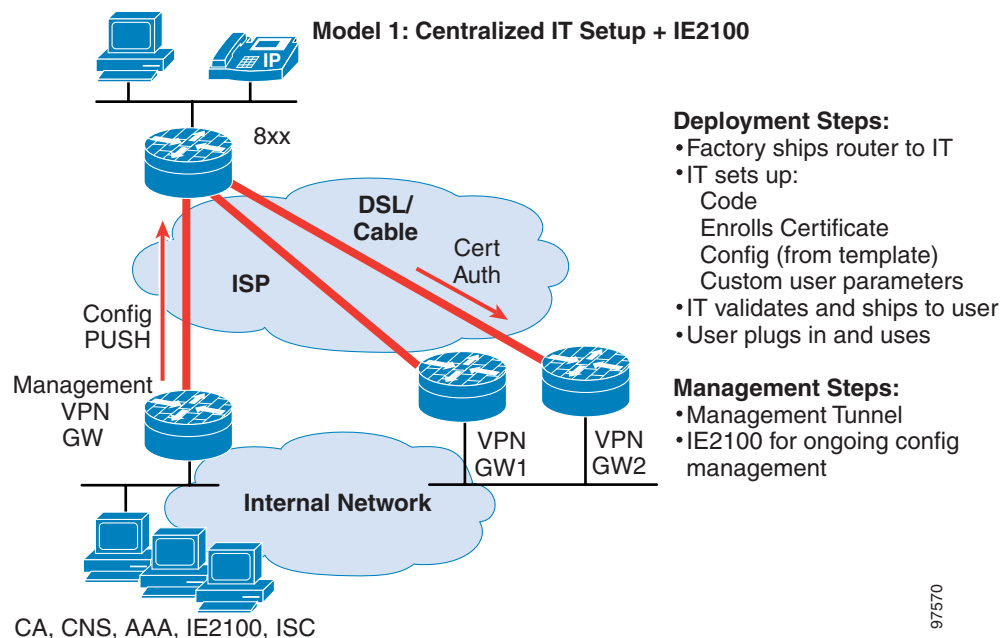 Model 1: Centralized IT Setup + IE2100
IP
8xx
DSL/
Cable
Cert
Auth
ISP
Config
PUSH
Management
VPN
GW
VPN
GW1
VPN
GW2
Internal Network
CA, CNS, AAA, IE2100, ISC
Deployment Steps:
•Factory ships router to IT
•IT sets up:
Code
Enrolls Certificate
Config (from template)
Custom user parameters
•IT validates and ships to user
•User plugs in and uses
Management Steps:
•Management Tunnel
•IE2100 for ongoing config
management
97570